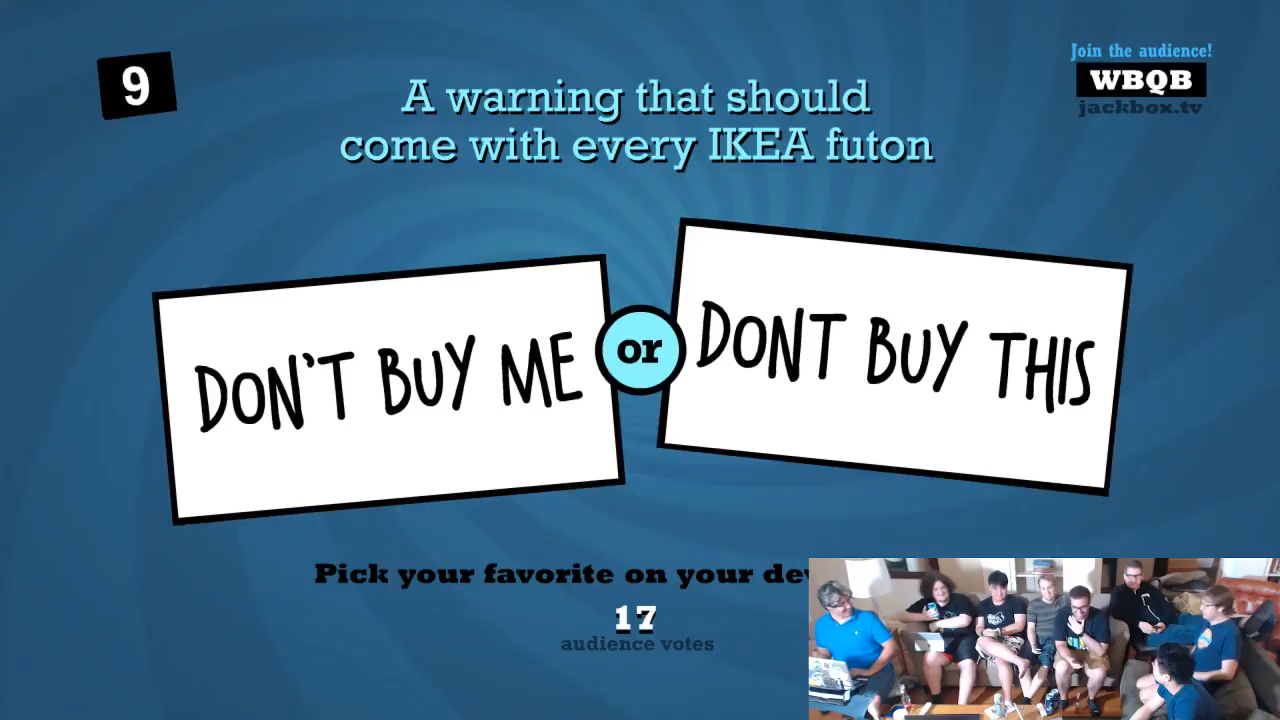 9
Join the audience!
WBQB
jackbox.tv
A warning that should
come with every IKEA futon
DON'T BUY ME
or
DONT BUY THIS
Pick your favorite on your de
17
audience votes